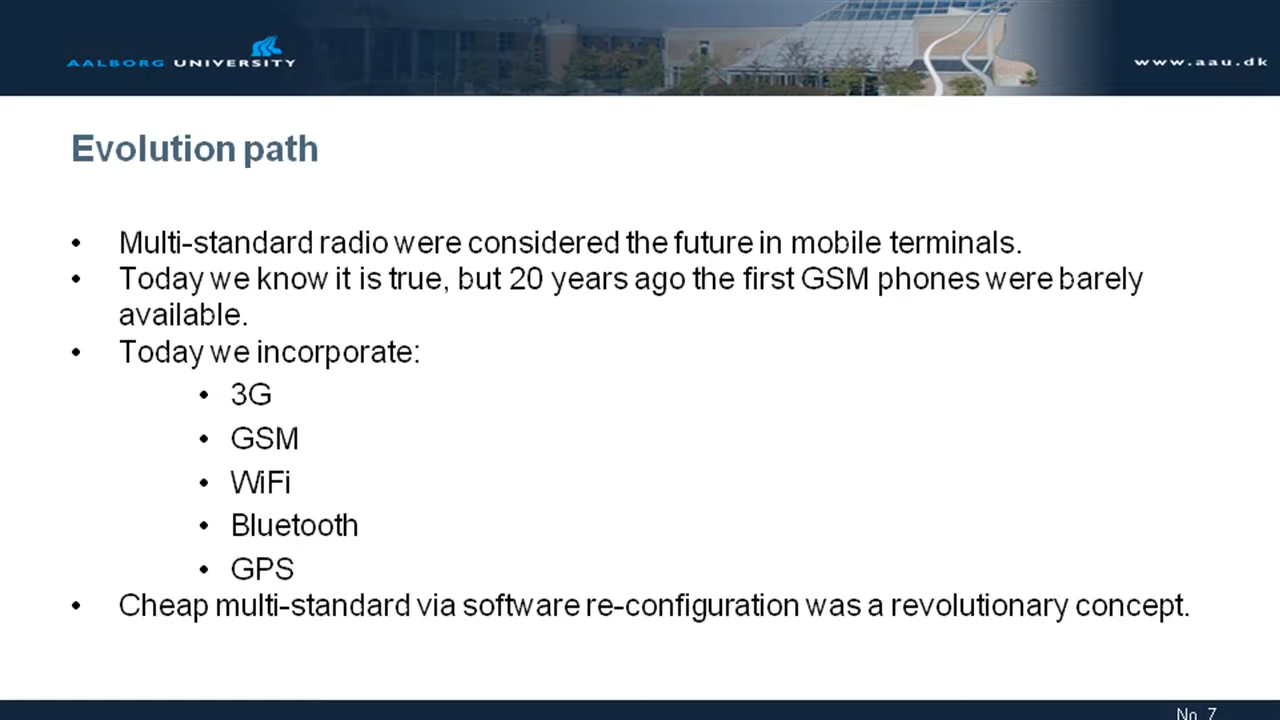 AALBORG UNIVERSITY
www.aau.dk
Evolution path
• Multi-standard radio were considered the future in mobile terminals.
• Today we know it is true, but 20 years ago the first GSM phones were barely
available.
• Today we incorporate:
• 3G
• GSM
• WiFi
• Bluetooth
• GPS
• Cheap multi-standard via software re-configuration was a revolutionary concept.
No. 7